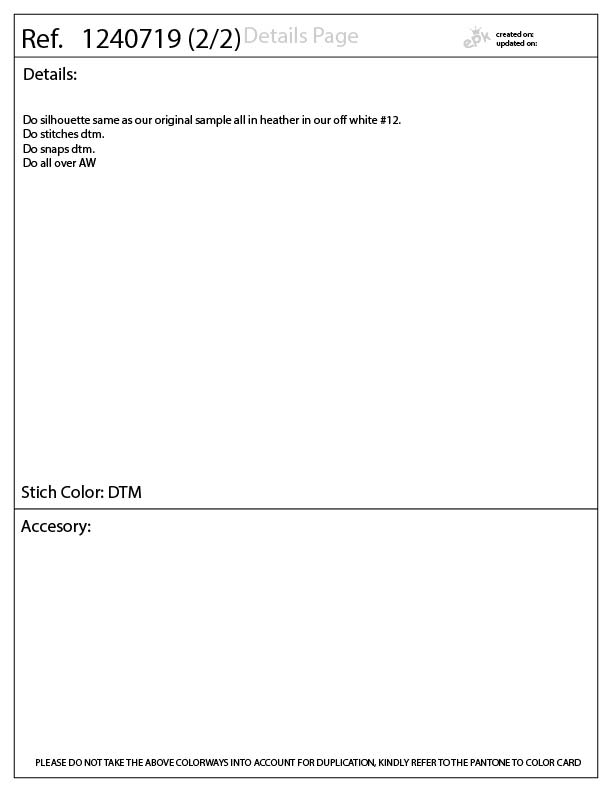 Ref. 1240719 (2/2) Details Page
epk
created on:
updated on:
Details:
Do silhouette same as our original sample all in heather in our off white #12.
Do stitches dtm.
Do snaps dtm.
Do all over AW
Stich Color: DTM
Accesory:
PLEASE DO NOT TAKE THE ABOVE COLORWAYS INTO ACCOUNT FOR DUPLICATION, KINDLY REFER TO THE PANTONE TO COLOR CARD